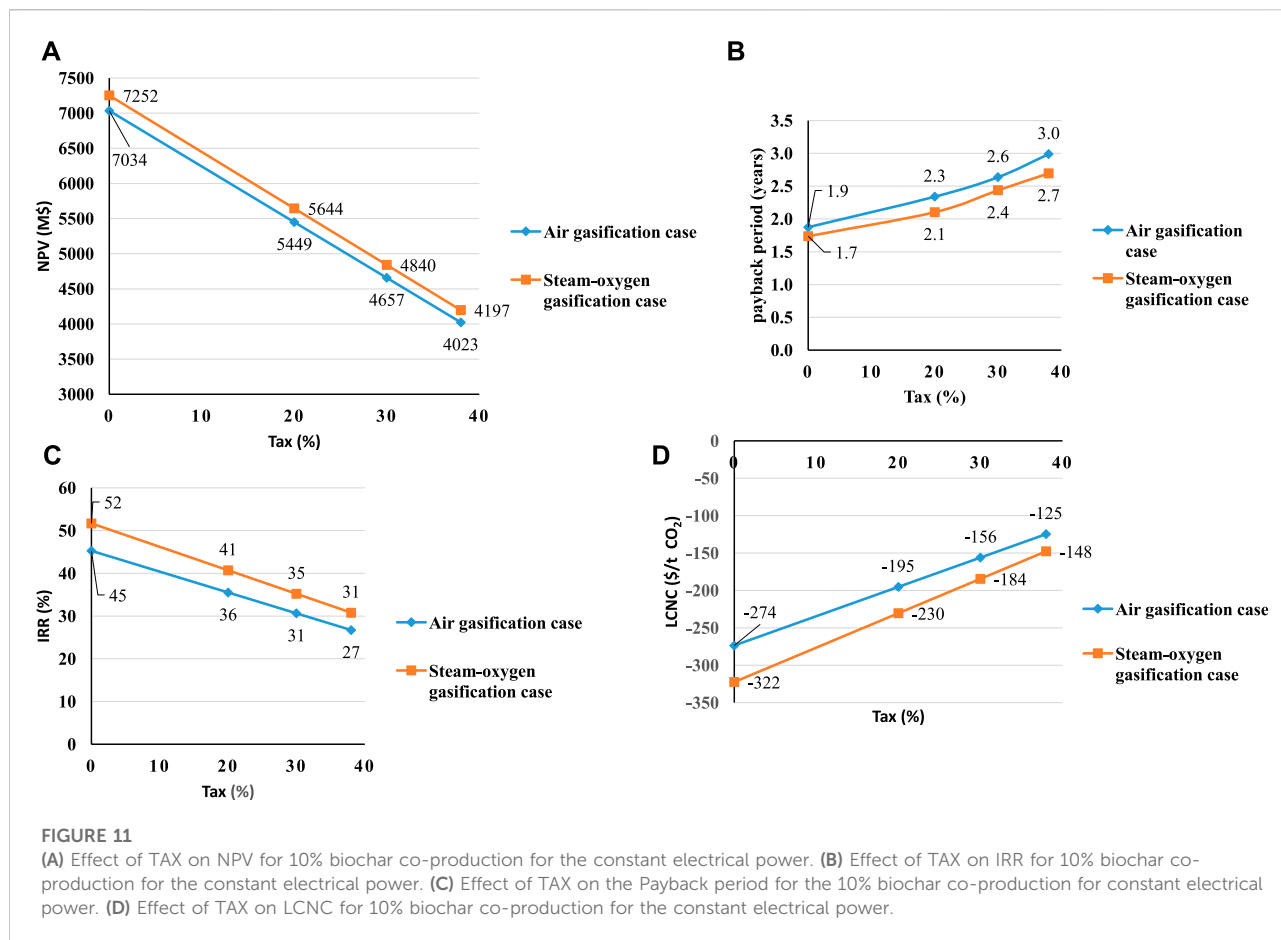 A
7500
7000
6500
6000
5500
5000
4500
4000
3500
3000
NPV (M$)
7252
7034
5644
5449
4840
4657
4197
4023
0 10 20 30 40
Tax (%)
Air gasification case
Steam-oxygen
gasification case
B
3.5
3.0
2.5
2.0
1.5
1.0
0.5
0.0
payback period (years)
1.9
1.7
2.3
2.1
2.6
2.4
3.0
2.7
0 10 20 30 40
Tax (%)
Air gasification
case
Steam-oxygen
gasification case
C
60
50
40
30
20
10
0
IRR (%)
52
45
41
36
35
31
31
27
0 10 20 30 40
Tax (%)
Air gasification case
Steam-oxygen
gasification case
D
0
-50
-100
-150
-200
-250
-300
-350
LCNC ($/t CO₂)
0 10 20 30 40
-274
-322
-195
-230
-156
-184
-125
-148
Tax (%)
Air gasification case
Steam-oxygen
gasification case
FIGURE 11
(A) Effect of TAX on NPV for 10% biochar co-production for the constant electrical power. (B) Effect of TAX on IRR for 10% biochar co-
production for the constant electrical power. (C) Effect of TAX on the Payback period for the 10% biochar co-production for constant electrical
power. (D) Effect of TAX on LCNC for 10% biochar co-production for the constant electrical power.